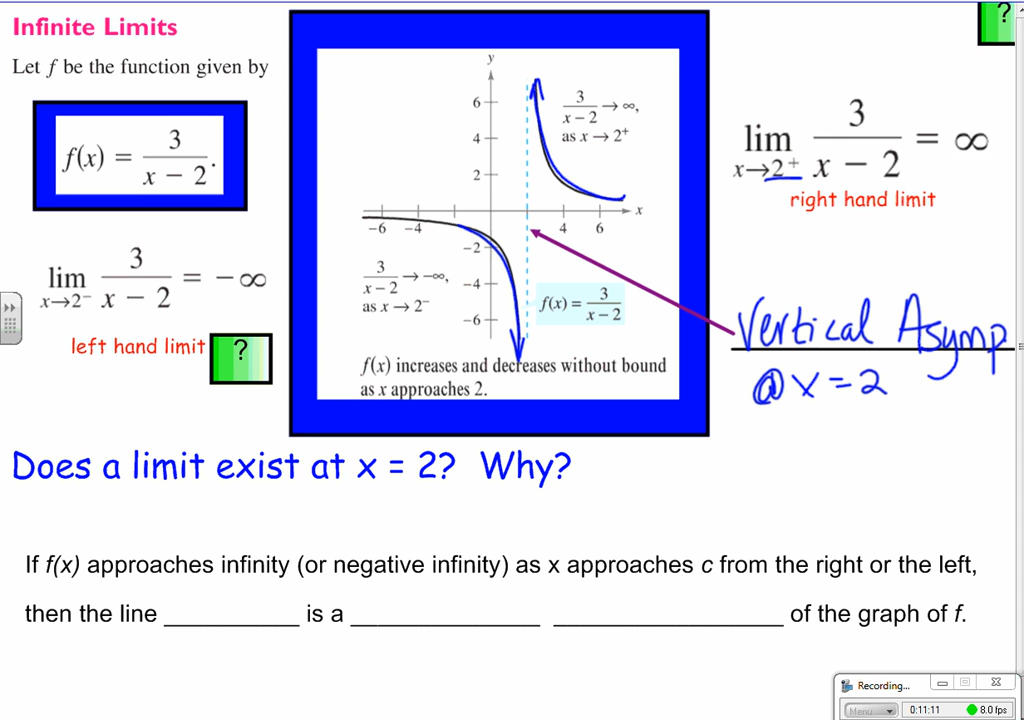 Infinite Limits
?
Let f be the function given by
f(x) = 3/(x − 2).
lim x→2⁻ 3/(x − 2) = −∞
left hand limit ?
y
6
4
2
−2
−4
−6
−6 −4 4 6 x
3/(x − 2) → ∞,
as x → 2⁺
3/(x − 2) → −∞,
as x → 2⁻
f(x) = 3/(x − 2)
f(x) increases and decreases without bound
as x approaches 2.
lim x→2⁺ 3/(x − 2) = ∞
right hand limit
Vertical Asymp
@ x = 2
Does a limit exist at x = 2? Why?
If f(x) approaches infinity (or negative infinity) as x approaches c from the right or the left,
then the line __________ is a ______________ _________________ of the graph of f.
Recording...
Menu 0:11:11 8.0 fps